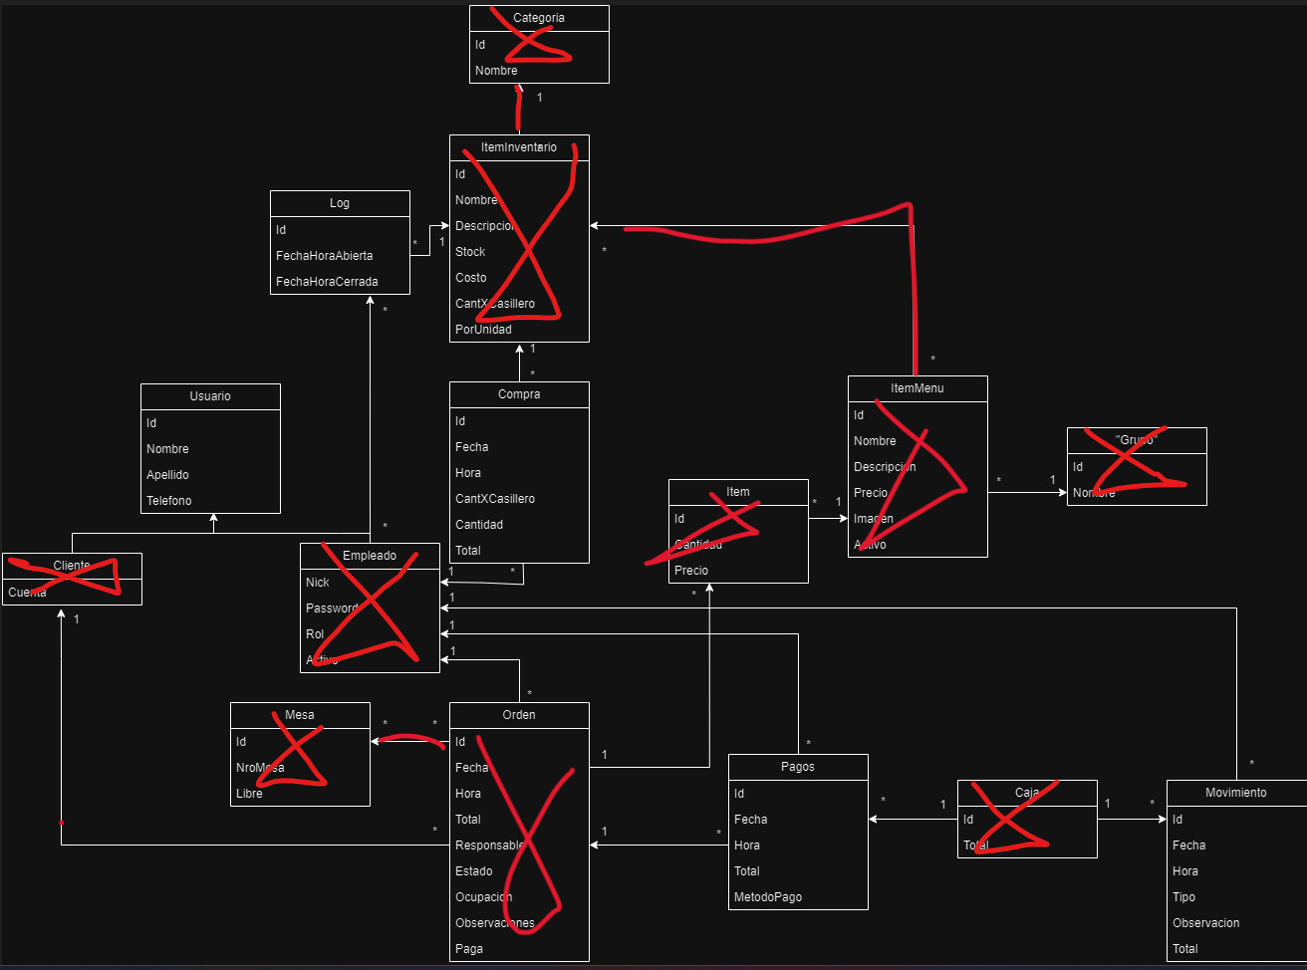 Categoria
Id
Nombre
1
ItemInventario
Id
Nombre
Descripcion
Stock
Costo
CantXCasillero
PorUnidad
*
Log
Id
FechaHoraAbierta
FechaHoraCerrada
*
1
*
1
*
Compra
Id
Fecha
Hora
CantXCasillero
Cantidad
Total
*
Usuario
Id
Nombre
Apellido
Telefono
*
ItemMenu
Id
Nombre
Descripcion
Precio
Imagen
Activo
*
1
"Grupo"
Id
Nombre
Item
Id
Cantidad
Precio
*
1
*
Cliente
Cuenta
1
*
Empleado
Nick
Password
Rol
Activo
1
1
1
1
*
Mesa
Id
NroMesa
Libre
*
*
Orden
Id
Fecha
Hora
Total
Responsable
Estado
Ocupacion
Observaciones
Paga
*
1
1
*
*
Pagos
Id
Fecha
Hora
Total
MetodoPago
*
1
Caja
Id
Total
1
*
*
Movimiento
Id
Fecha
Hora
Tipo
Observacion
Total